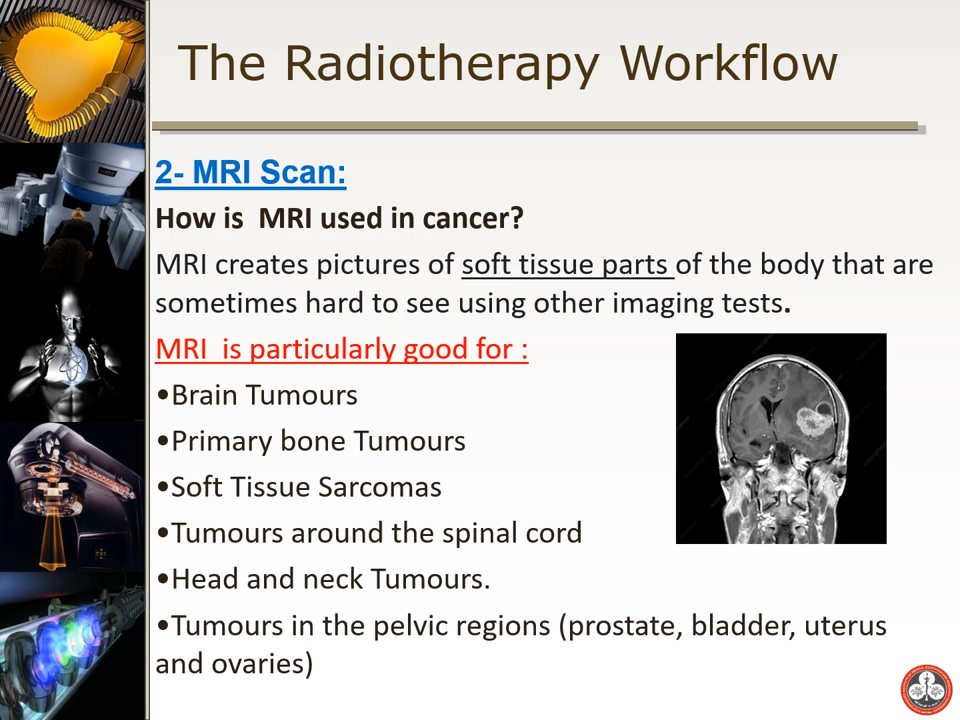 The Radiotherapy Workflow
2- MRI Scan:
How is  MRI used in cancer?
MRI creates pictures of soft tissue parts of the body that are
sometimes hard to see using other imaging tests.
MRI  is particularly good for :
•Brain Tumours
•Primary bone Tumours
•Soft Tissue Sarcomas
•Tumours around the spinal cord
•Head and neck Tumours.
•Tumours in the pelvic regions (prostate, bladder, uterus
and ovaries)